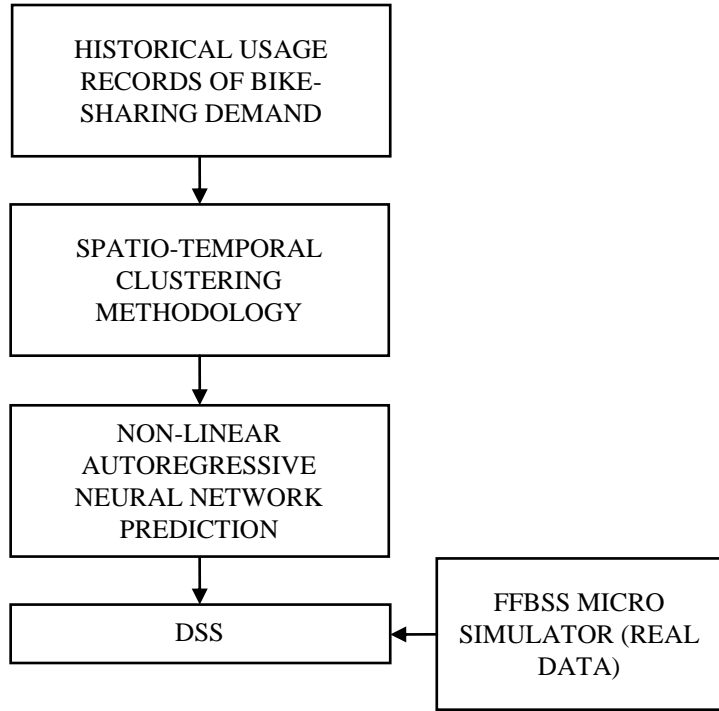 HISTORICAL USAGE
RECORDS OF BIKE-
SHARING DEMAND
SPATIO-TEMPORAL
CLUSTERING
METHODOLOGY
NON-LINEAR
AUTOREGRESSIVE
NEURAL NETWORK
PREDICTION
DSS
FFBSS MICRO
SIMULATOR (REAL
DATA)